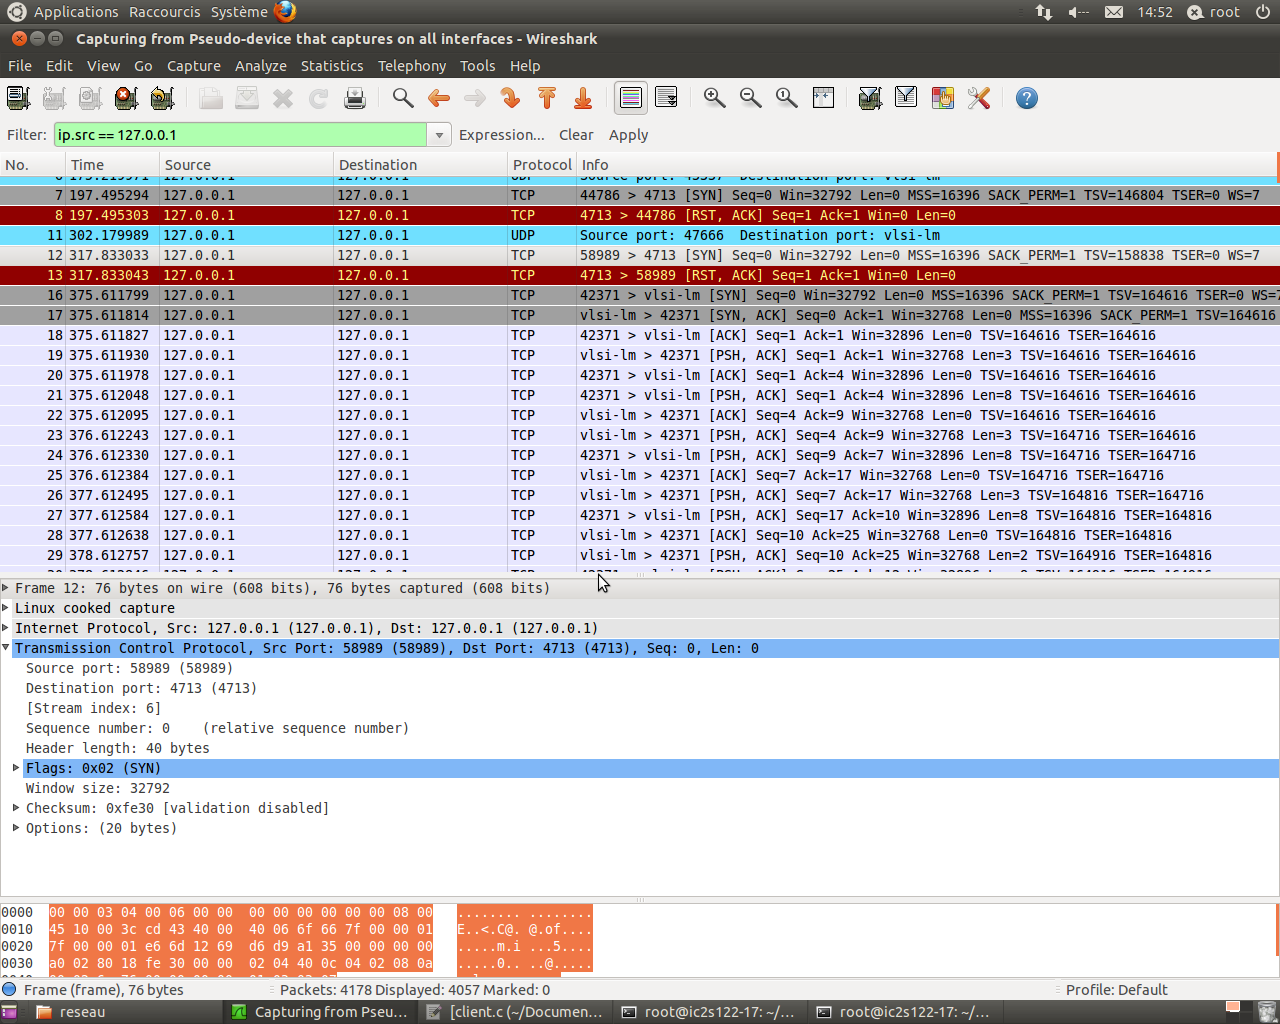 Applications Raccourcis Système 14:52 root
Capturing from Pseudo-device that captures on all interfaces - Wireshark
File Edit View Go Capture Analyze Statistics Telephony Tools Help
Filter: ip.src == 127.0.0.1 Expression... Clear Apply
No. Time Source Destination Protocol Info
7 197.495294 127.0.0.1 127.0.0.1 TCP 44786 > 4713 [SYN] Seq=0 Win=32792 Len=0 MSS=16396 SACK_PERM=1 TSV=146804 TSER=0 WS=7
8 197.495303 127.0.0.1 127.0.0.1 TCP 4713 > 44786 [RST, ACK] Seq=1 Ack=1 Win=0 Len=0
11 302.179989 127.0.0.1 127.0.0.1 UDP Source port: 47666 Destination port: vlsi-lm
12 317.833033 127.0.0.1 127.0.0.1 TCP 58989 > 4713 [SYN] Seq=0 Win=32792 Len=0 MSS=16396 SACK_PERM=1 TSV=158838 TSER=0 WS=7
13 317.833043 127.0.0.1 127.0.0.1 TCP 4713 > 58989 [RST, ACK] Seq=1 Ack=1 Win=0 Len=0
16 375.611799 127.0.0.1 127.0.0.1 TCP 42371 > vlsi-lm [SYN] Seq=0 Win=32792 Len=0 MSS=16396 SACK_PERM=1 TSV=164616 TSER=0 WS=7
17 375.611814 127.0.0.1 127.0.0.1 TCP vlsi-lm > 42371 [SYN, ACK] Seq=0 Ack=1 Win=32768 Len=0 MSS=16396 SACK_PERM=1 TSV=164616
18 375.611827 127.0.0.1 127.0.0.1 TCP 42371 > vlsi-lm [ACK] Seq=1 Ack=1 Win=32896 Len=0 TSV=164616 TSER=164616
19 375.611930 127.0.0.1 127.0.0.1 TCP vlsi-lm > 42371 [PSH, ACK] Seq=1 Ack=1 Win=32768 Len=3 TSV=164616 TSER=164616
20 375.611978 127.0.0.1 127.0.0.1 TCP 42371 > vlsi-lm [ACK] Seq=1 Ack=4 Win=32896 Len=0 TSV=164616 TSER=164616
21 375.612048 127.0.0.1 127.0.0.1 TCP 42371 > vlsi-lm [PSH, ACK] Seq=1 Ack=4 Win=32896 Len=8 TSV=164616 TSER=164616
22 375.612095 127.0.0.1 127.0.0.1 TCP vlsi-lm > 42371 [ACK] Seq=4 Ack=9 Win=32768 Len=0 TSV=164616 TSER=164616
23 376.612243 127.0.0.1 127.0.0.1 TCP vlsi-lm > 42371 [PSH, ACK] Seq=4 Ack=9 Win=32768 Len=3 TSV=164716 TSER=164616
24 376.612330 127.0.0.1 127.0.0.1 TCP 42371 > vlsi-lm [PSH, ACK] Seq=9 Ack=7 Win=32896 Len=8 TSV=164716 TSER=164716
25 376.612384 127.0.0.1 127.0.0.1 TCP vlsi-lm > 42371 [ACK] Seq=7 Ack=17 Win=32768 Len=0 TSV=164716 TSER=164716
26 377.612495 127.0.0.1 127.0.0.1 TCP vlsi-lm > 42371 [PSH, ACK] Seq=7 Ack=17 Win=32768 Len=3 TSV=164816 TSER=164716
27 377.612584 127.0.0.1 127.0.0.1 TCP 42371 > vlsi-lm [PSH, ACK] Seq=17 Ack=10 Win=32896 Len=8 TSV=164816 TSER=164816
28 377.612638 127.0.0.1 127.0.0.1 TCP vlsi-lm > 42371 [ACK] Seq=10 Ack=25 Win=32768 Len=0 TSV=164816 TSER=164816
29 378.612757 127.0.0.1 127.0.0.1 TCP vlsi-lm > 42371 [PSH, ACK] Seq=10 Ack=25 Win=32768 Len=2 TSV=164916 TSER=164816
Frame 12: 76 bytes on wire (608 bits), 76 bytes captured (608 bits)
Linux cooked capture
Internet Protocol, Src: 127.0.0.1 (127.0.0.1), Dst: 127.0.0.1 (127.0.0.1)
Transmission Control Protocol, Src Port: 58989 (58989), Dst Port: 4713 (4713), Seq: 0, Len: 0
Source port: 58989 (58989)
Destination port: 4713 (4713)
[Stream index: 6]
Sequence number: 0 (relative sequence number)
Header length: 40 bytes
Flags: 0x02 (SYN)
Window size: 32792
Checksum: 0xfe30 [validation disabled]
Options: (20 bytes)
0000 00 00 03 04 00 06 00 00 00 00 00 00 00 00 08 00 ........ ........
0010 45 10 00 3c cd 43 40 00 40 06 6f 66 7f 00 00 01 E..<.C@. @.of....
0020 7f 00 00 01 e6 6d 12 69 d6 d9 a1 35 00 00 00 00 .....m.i ...5....
0030 a0 02 80 18 fe 30 00 00 02 04 40 0c 04 02 08 0a .....0.. ..@.....
Frame (frame), 76 bytes Packets: 4178 Displayed: 4057 Marked: 0 Profile: Default
reseau Capturing from Pseu... [client.c (~/Documen... root@ic2s122-17: ~/... root@ic2s122-17: ~/...